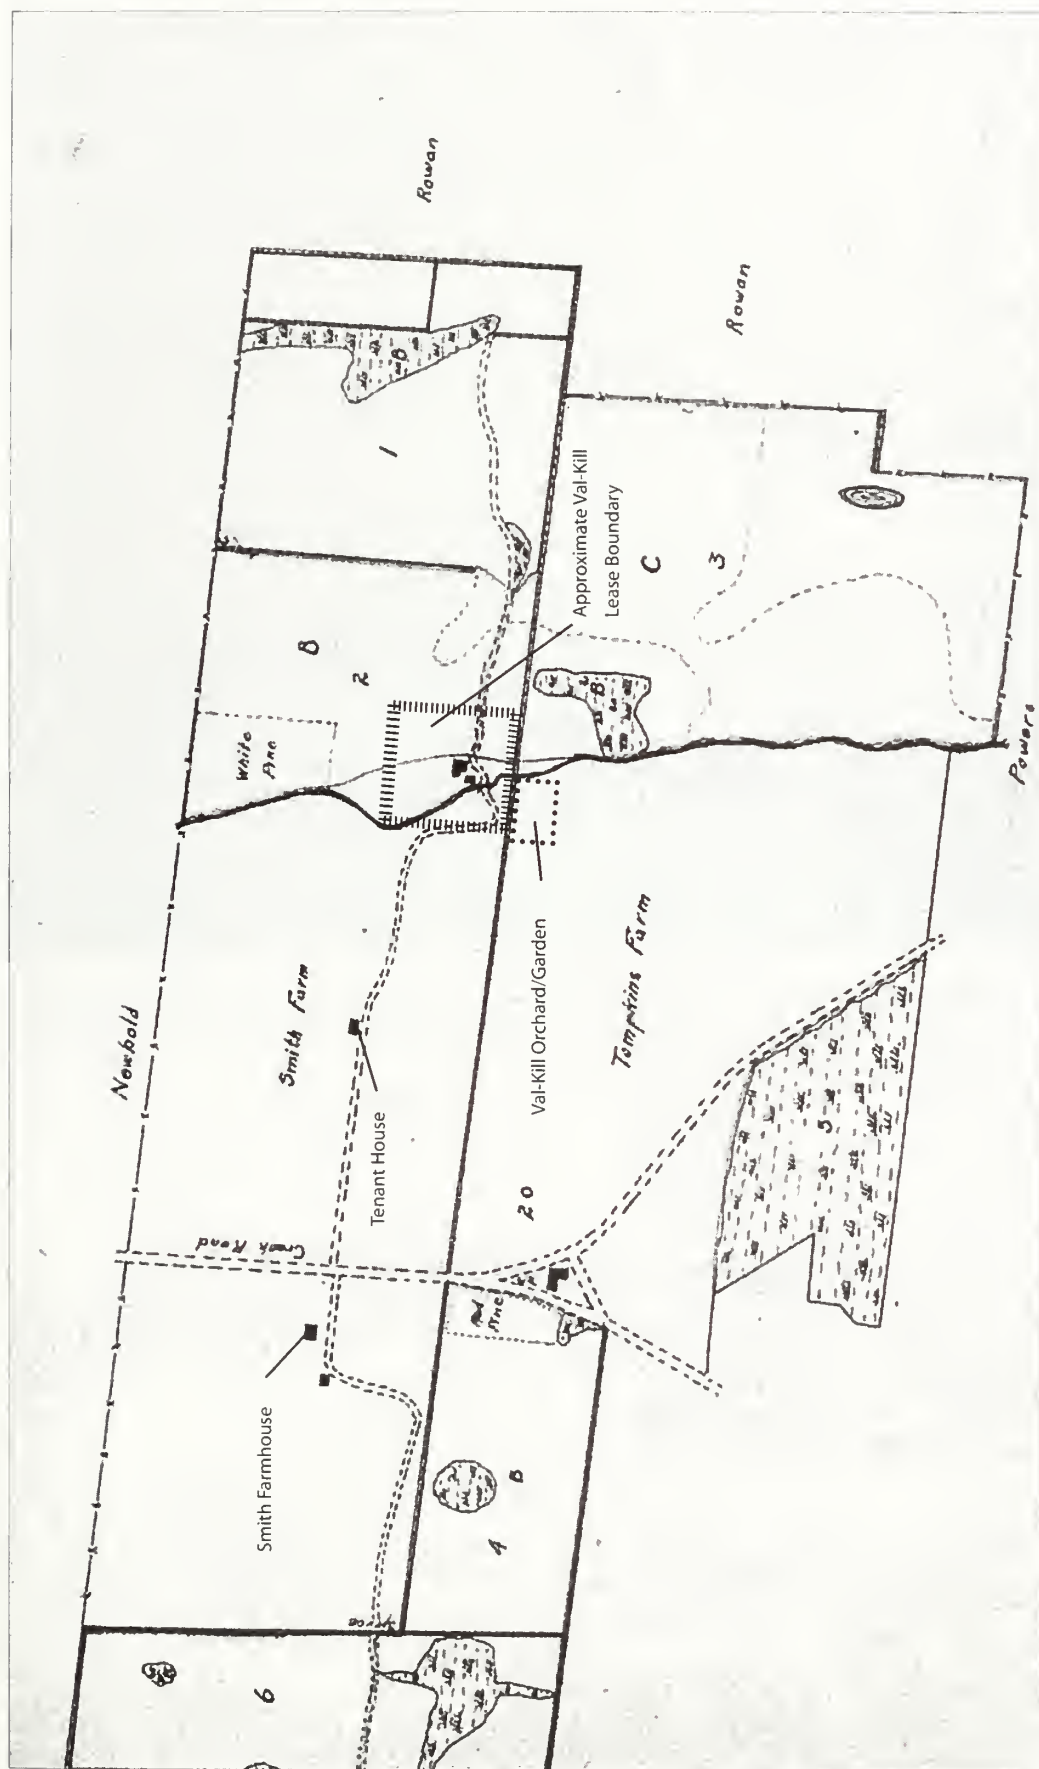 Rowan
Rowan
B
1
Approximate Val-Kill
Lease Boundary
C
3
B
2
B
White
Pine
Powers
Newbold
Smith Farm
Val-Kill Orchard/Garden
Tompkins Farm
Tenant House
Creek Road
20
5
Red
Pine
Smith Farmhouse
B
4
6